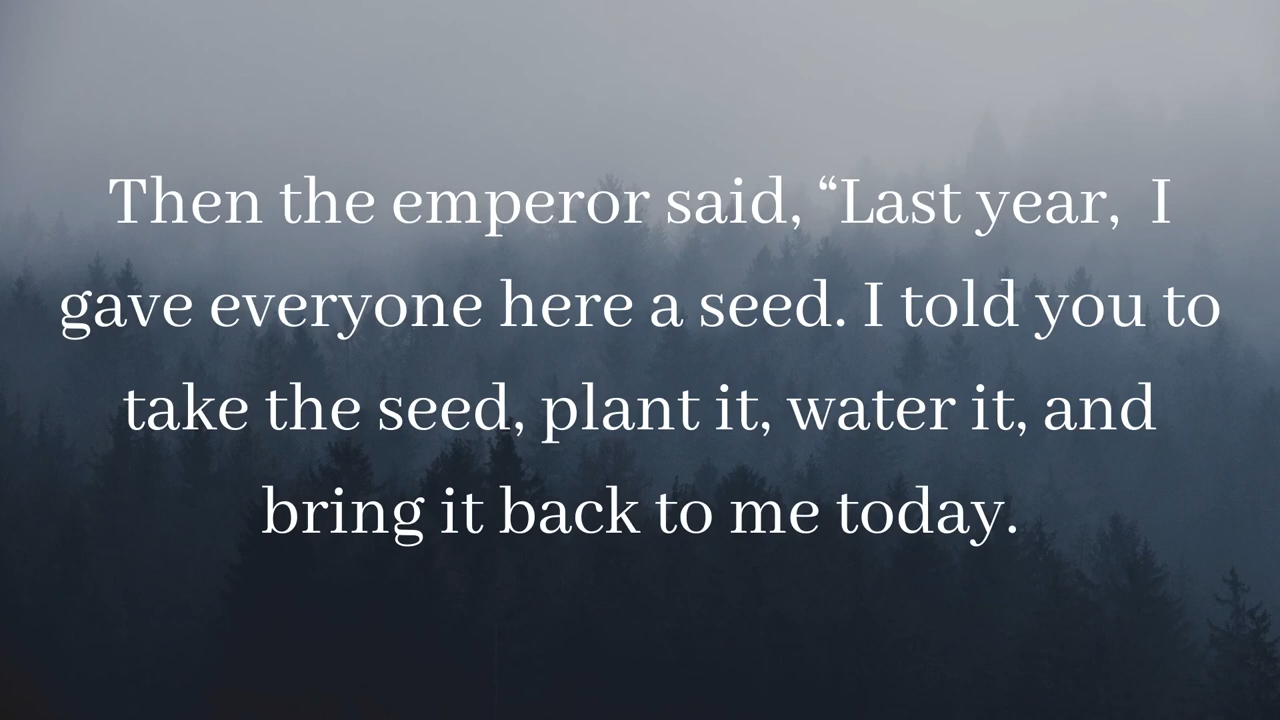 Then the emperor said, “Last year,  I
gave everyone here a seed. I told you to
take the seed, plant it, water it, and
bring it back to me today.